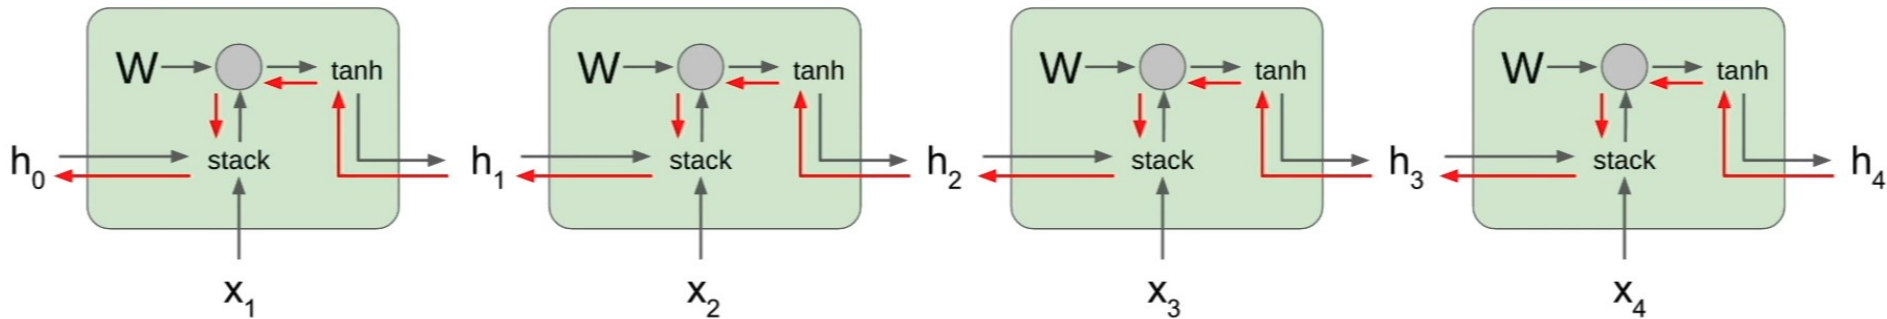 W tanh W tanh W tanh W tanh
h₀ stack h₁ stack h₂ stack h₃ stack h₄
x₁ x₂ x₃ x₄